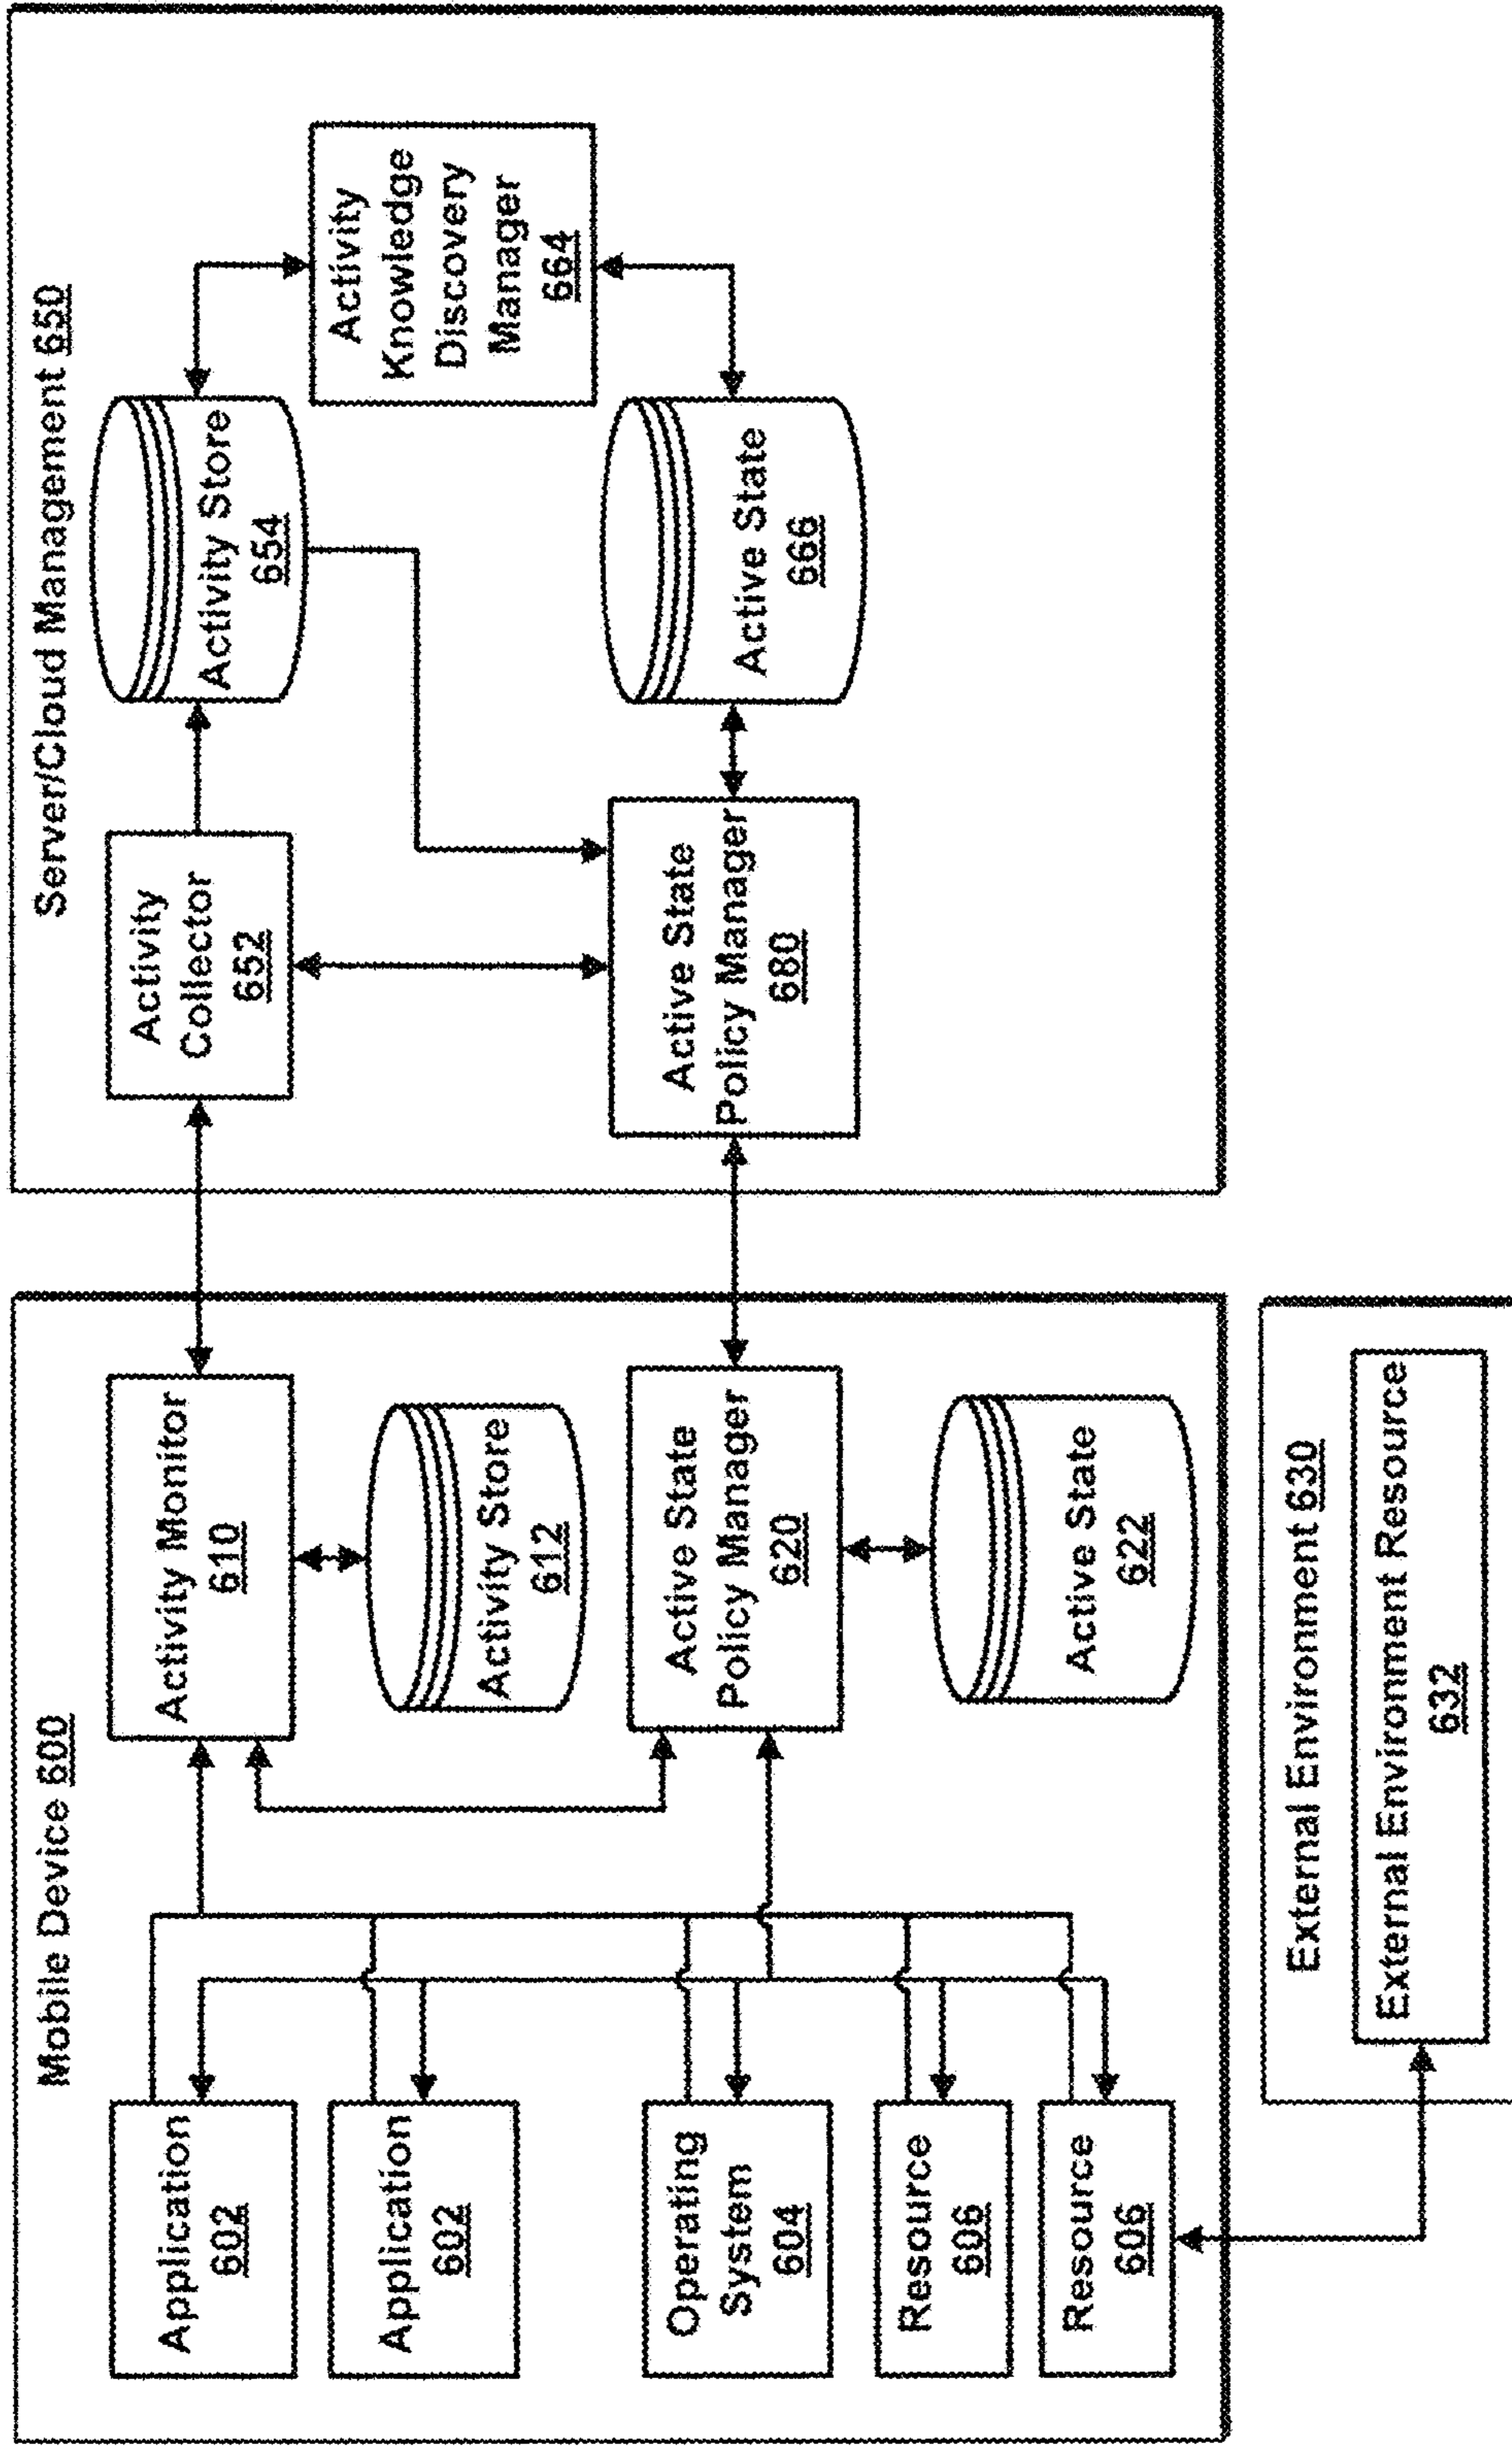 Mobile Device 600
Application
602
Application
602
Operating
System
604
Resource
606
Resource
606
Activity Monitor
610
Activity Store
612
Active State
Policy Manager
620
Active State
622
External Environment 630
External Environment Resource
632
Server/Cloud Management 650
Activity
Collector
652
Activity Store
654
Active State
Policy Manager
680
Active State
666
Activity
Knowledge
Discovery
Manager
664